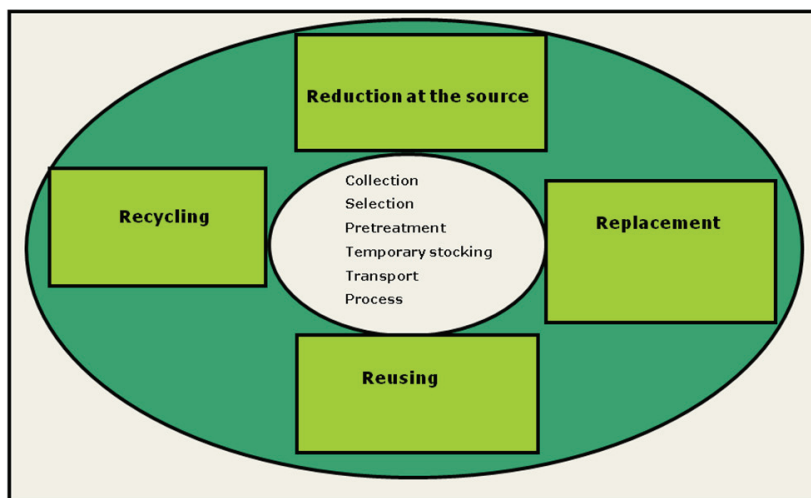 Reduction at the source
Recycling
Collection
Selection
Pretreatment
Temporary stocking
Transport
Process
Replacement
Reusing